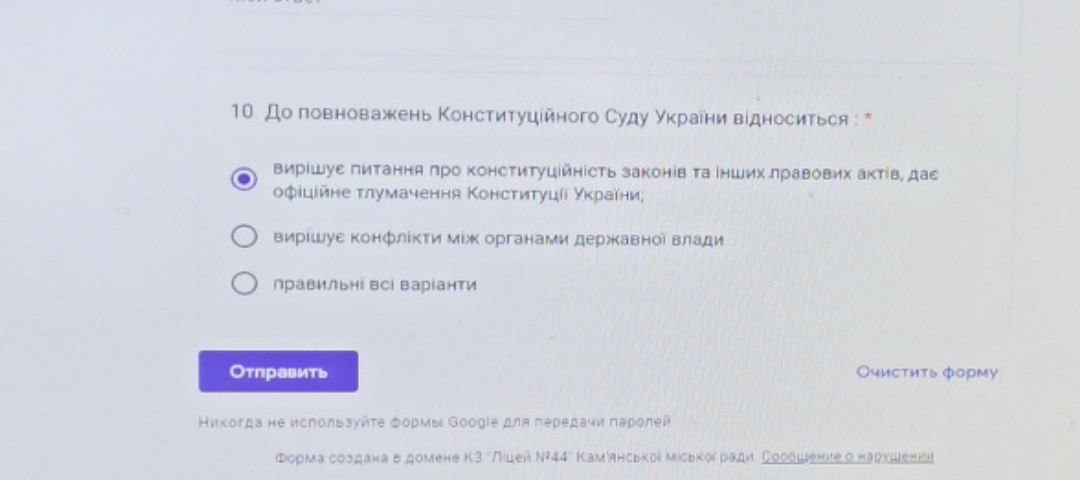 10 До повноважень Конституційного Суду України відноситься : *
вирішує питання про конституційність законів та інших правових актів, дає
офіційне тлумачення Конституції України;
вирішує конфлікти між органами державної влади
правильні всі варіанти
Отправить
Очистить форму
Никогда не используйте формы Google для передачи паролей
Форма создана в домене КЗ "Ліцей №44" Кам'янської міської ради. Сообщение о нарушении